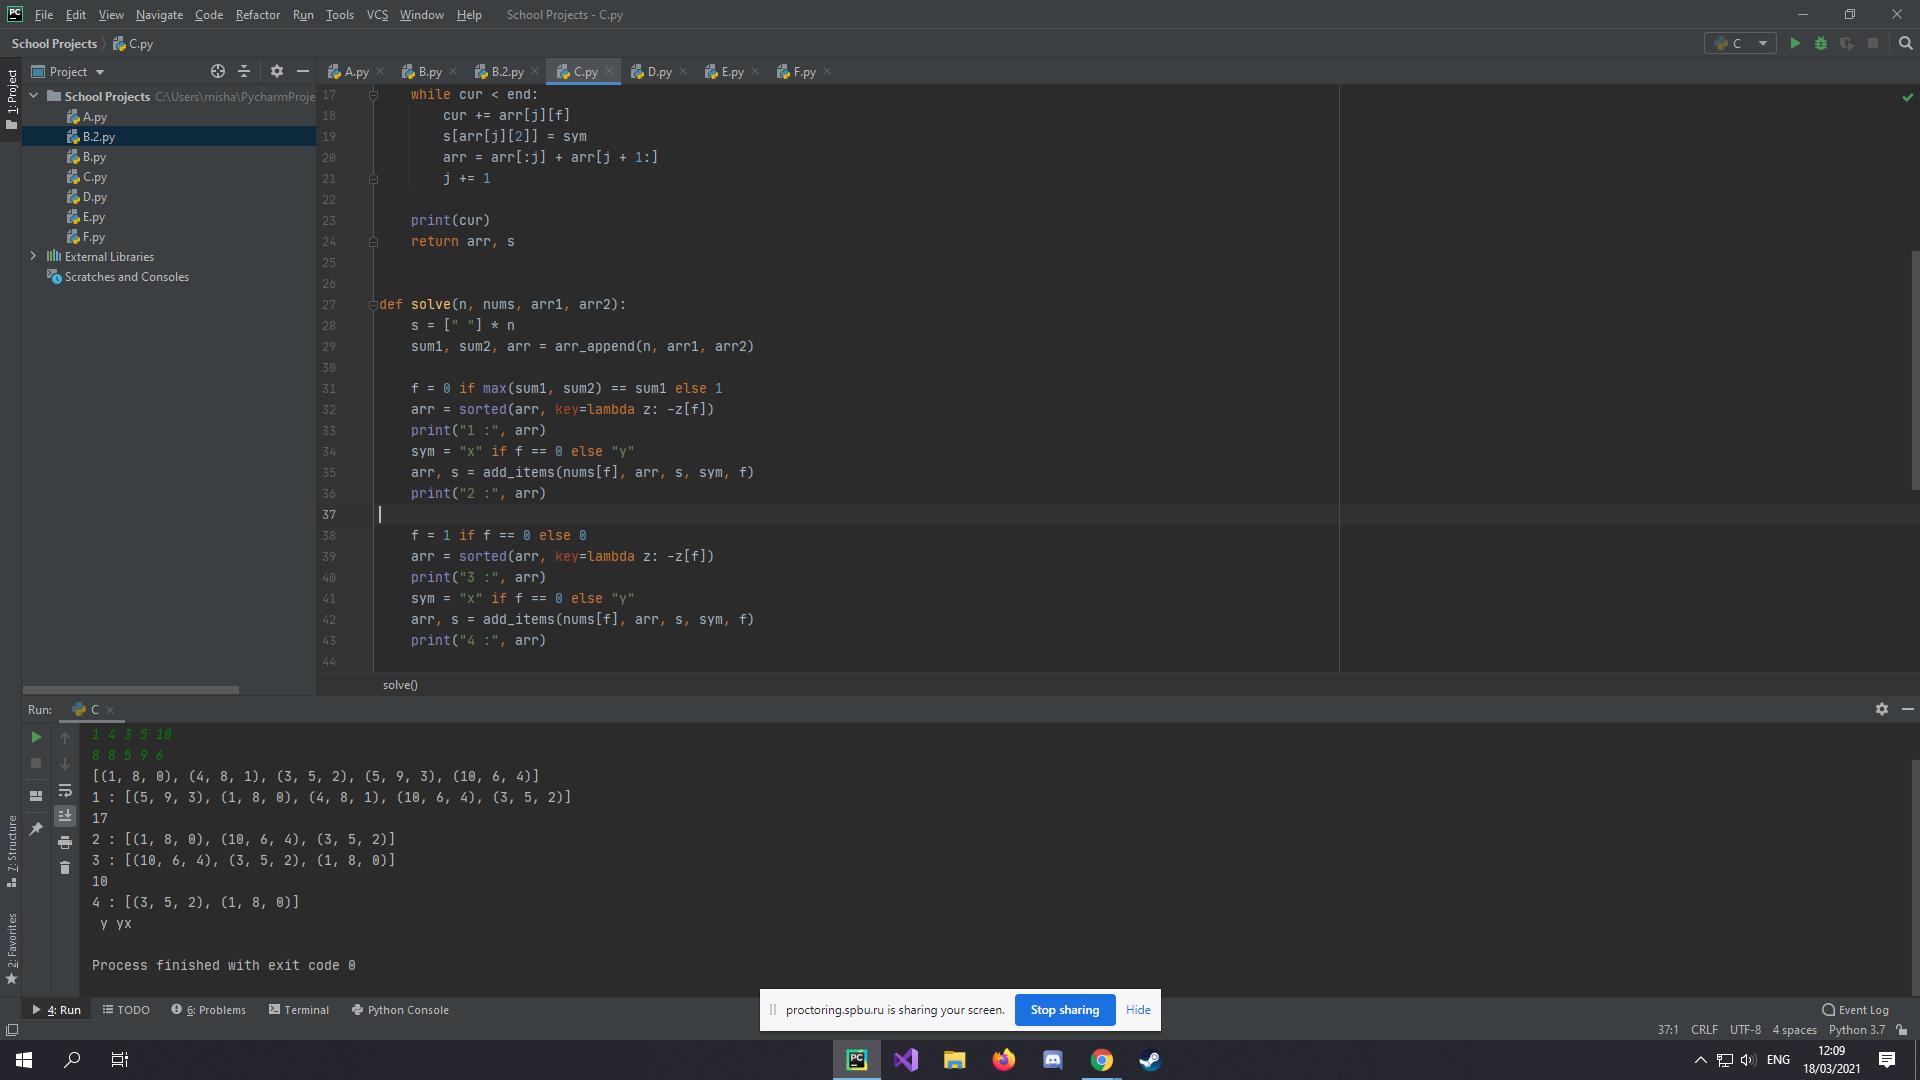 PC File Edit View Navigate Code Refactor Run Tools VCS Window Help School Projects - C.py
School Projects C.py
C
Project
A.py B.py B.2.py C.py D.py E.py F.py
1: Project
School Projects C:\Users\misha\PycharmProje
A.py
B.2.py
B.py
C.py
D.py
E.py
F.py
External Libraries
Scratches and Consoles
17 while cur < end:
18 cur += arr[j][f]
19 s[arr[j][2]] = sym
20 arr = arr[:j] + arr[j + 1:]
21 j += 1
22
23 print(cur)
24 return arr, s
25
26
27 def solve(n, nums, arr1, arr2):
28 s = [" "] * n
29 sum1, sum2, arr = arr_append(n, arr1, arr2)
30
31 f = 0 if max(sum1, sum2) == sum1 else 1
32 arr = sorted(arr, key=lambda z: -z[f])
33 print("1 :", arr)
34 sym = "x" if f == 0 else "y"
35 arr, s = add_items(nums[f], arr, s, sym, f)
36 print("2 :", arr)
37
38 f = 1 if f == 0 else 0
39 arr = sorted(arr, key=lambda z: -z[f])
40 print("3 :", arr)
41 sym = "x" if f == 0 else "y"
42 arr, s = add_items(nums[f], arr, s, sym, f)
43 print("4 :", arr)
44
solve()
Run: C
1 4 3 5 10
8 8 5 9 6
[(1, 8, 0), (4, 8, 1), (3, 5, 2), (5, 9, 3), (10, 6, 4)]
1 : [(5, 9, 3), (1, 8, 0), (4, 8, 1), (10, 6, 4), (3, 5, 2)]
17
2 : [(1, 8, 0), (10, 6, 4), (3, 5, 2)]
3 : [(10, 6, 4), (3, 5, 2), (1, 8, 0)]
10
4 : [(3, 5, 2), (1, 8, 0)]
y yx
Process finished with exit code 0
7: Structure
2: Favorites
proctoring.spbu.ru is sharing your screen. Stop sharing Hide
4: Run TODO 6: Problems Terminal Python Console Event Log
37:1 CRLF UTF-8 4 spaces Python 3.7
PC ENG 12:09
18/03/2021